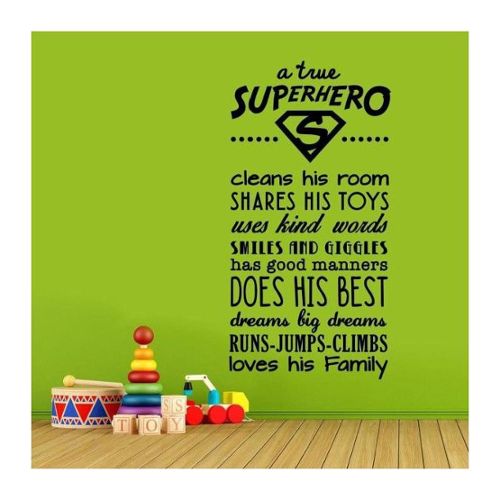 a true
SUPERHERO
S
cleans his room
SHARES HIS TOYS
uses kind words
SMILES AND GIGGLES
has good manners
DOES HIS BEST
dreams big dreams
RUNS-JUMPS-CLIMBS
loves his Family
TOY